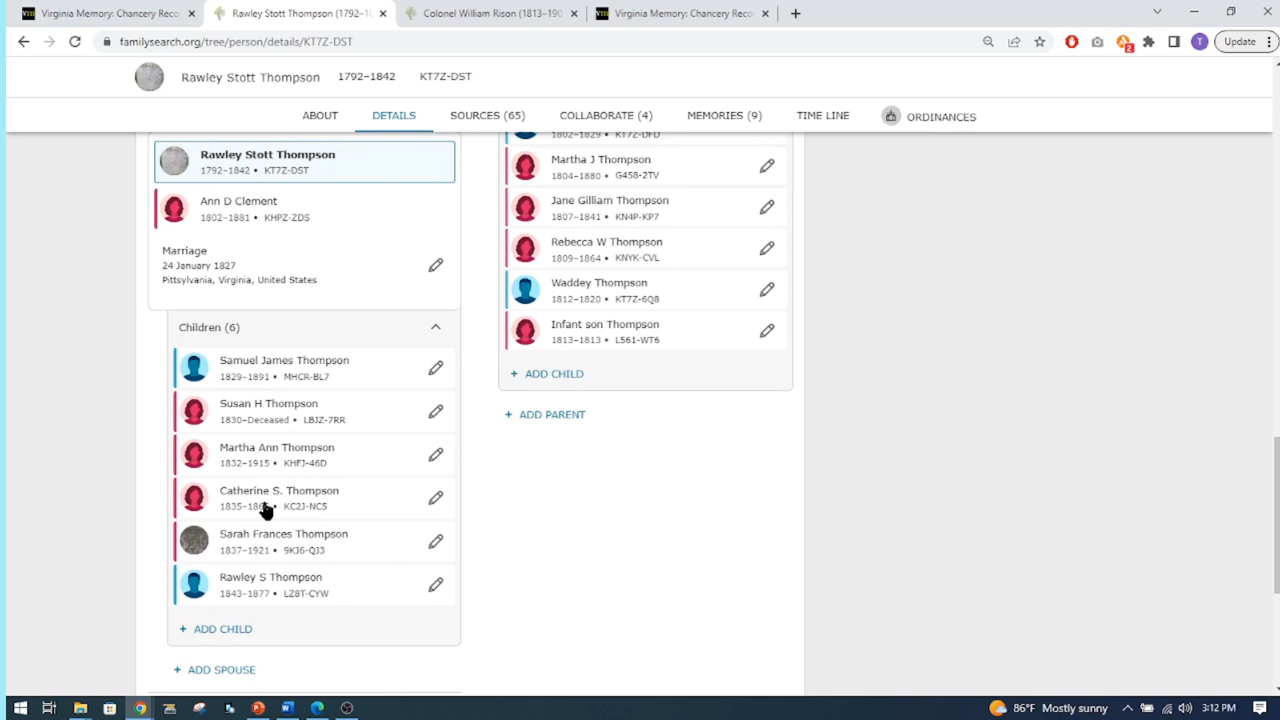 Virginia Memory: Chancery Reco
Rawley Stott Thompson (1792–1
Colonel William Rison (1813–190
Virginia Memory: Chancery Reco
familysearch.org/tree/person/details/KT7Z-DST
2
T
Update
Rawley Stott Thompson 1792–1842 KT7Z-DST
ABOUT DETAILS SOURCES (65) COLLABORATE (4) MEMORIES (9) TIME LINE ORDINANCES
Rawley Stott Thompson
1792–1842 • KT7Z-DST
Ann D Clement
1802–1881 • KHPZ-ZDS
Marriage
24 January 1827
Pittsylvania, Virginia, United States
Children (6)
Samuel James Thompson
1829–1891 • MHCR-BL7
Susan H Thompson
1830–Deceased • LBJZ-7RR
Martha Ann Thompson
1832–1915 • KHFJ-46D
Catherine S. Thompson
• KC2J-NC5
Sarah Frances Thompson
1837–1921 • 9KJ6-QJ3
Rawley S Thompson
1843–1877 • LZ8T-CYW
+ ADD CHILD
+ ADD SPOUSE
1802–1829 • KT7Z-DFD
Martha J Thompson
1804–1880 • G458-2TV
Jane Gilliam Thompson
1807–1841 • KN4P-KP7
Rebecca W Thompson
1809–1864 • KNYK-CVL
Waddey Thompson
1812–1820 • KT7Z-6Q8
Infant son Thompson
1813–1813 • L561-WT6
+ ADD CHILD
+ ADD PARENT
86°F Mostly sunny 3:12 PM